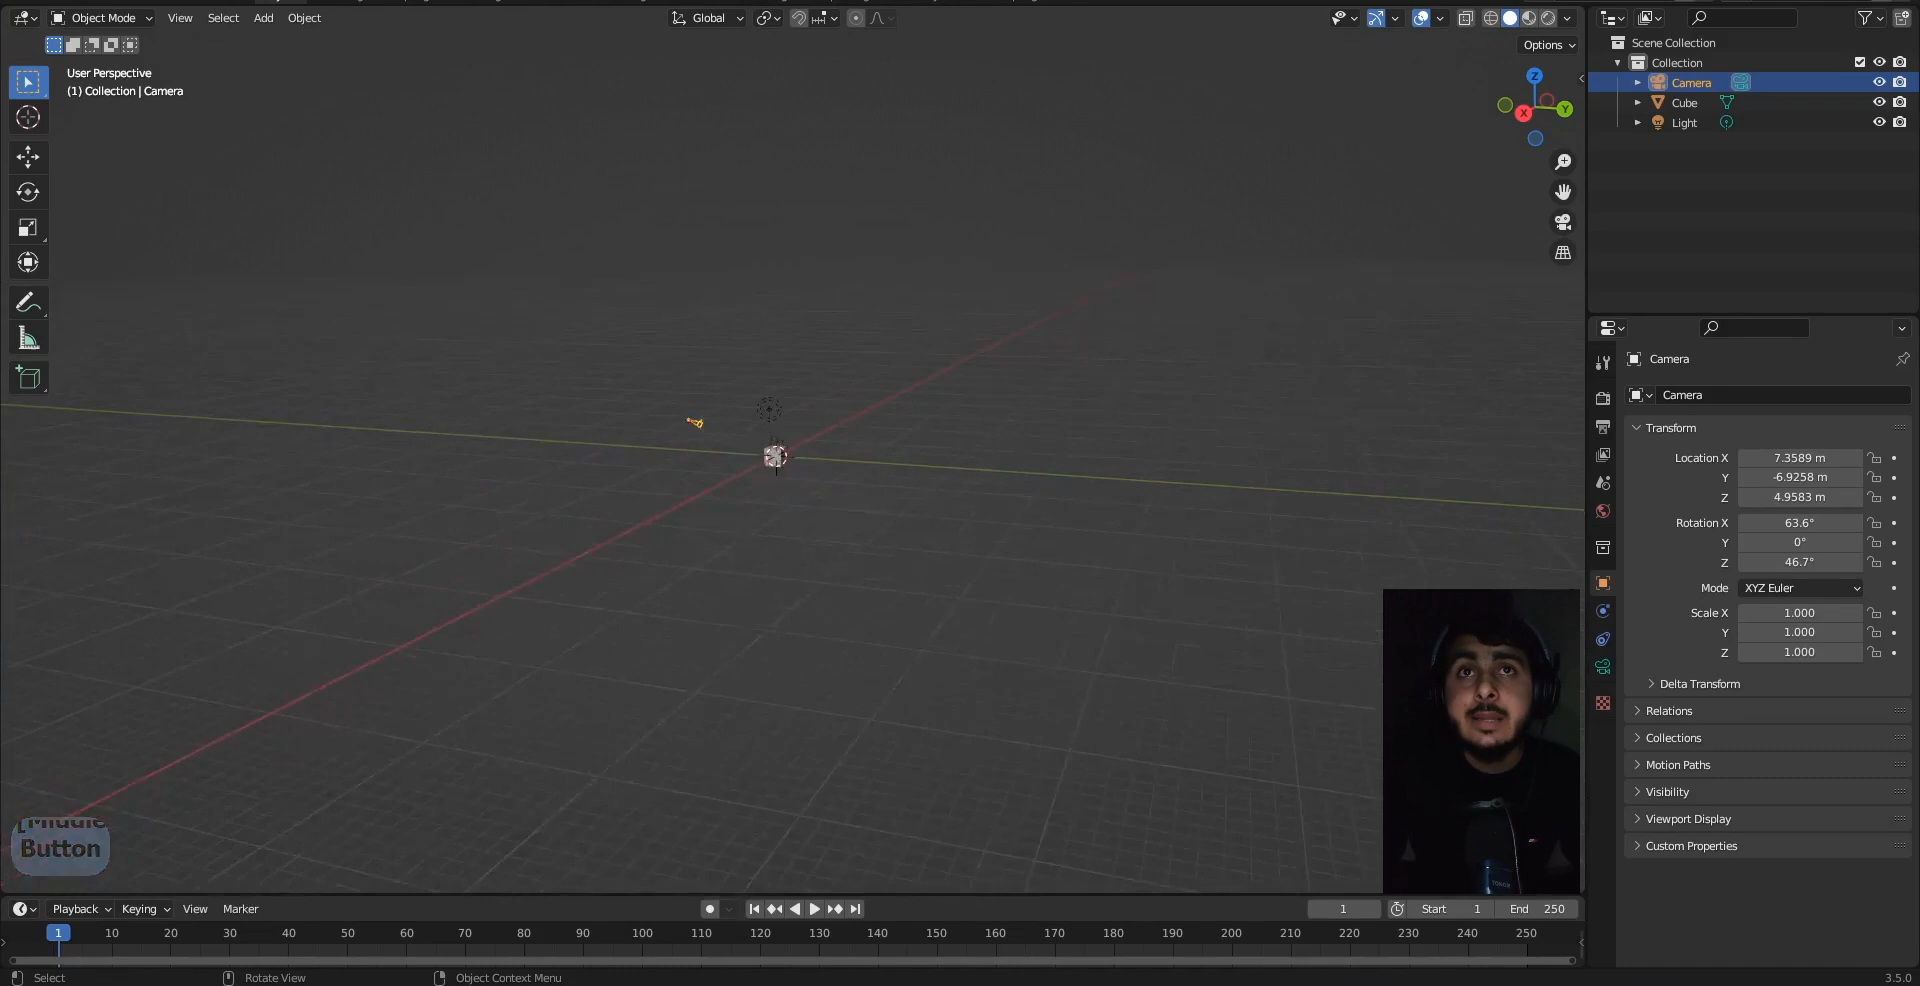 Object Mode View Select Add Object Global
Options
User Perspective
(1) Collection | Camera
Z
X
Y
Scene Collection
Collection
Camera
Cube
Light
Camera
Camera
Transform
Location X 7.3589 m
Y -6.9258 m
Z 4.9583 m
Rotation X 63.6°
Y 0°
Z 46.7°
Mode XYZ Euler
Scale X 1.000
Y 1.000
Z 1.000
Delta Transform
Relations
Collections
Motion Paths
Visibility
Viewport Display
Custom Properties
Middle
Button
Playback Keying View Marker 1 Start 1 End 250
1 10 20 30 40 50 60 70 80 90 100 110 120 130 140 150 160 170 180 190 200 210 220 230 240 250
Select Rotate View Object Context Menu 3.5.0